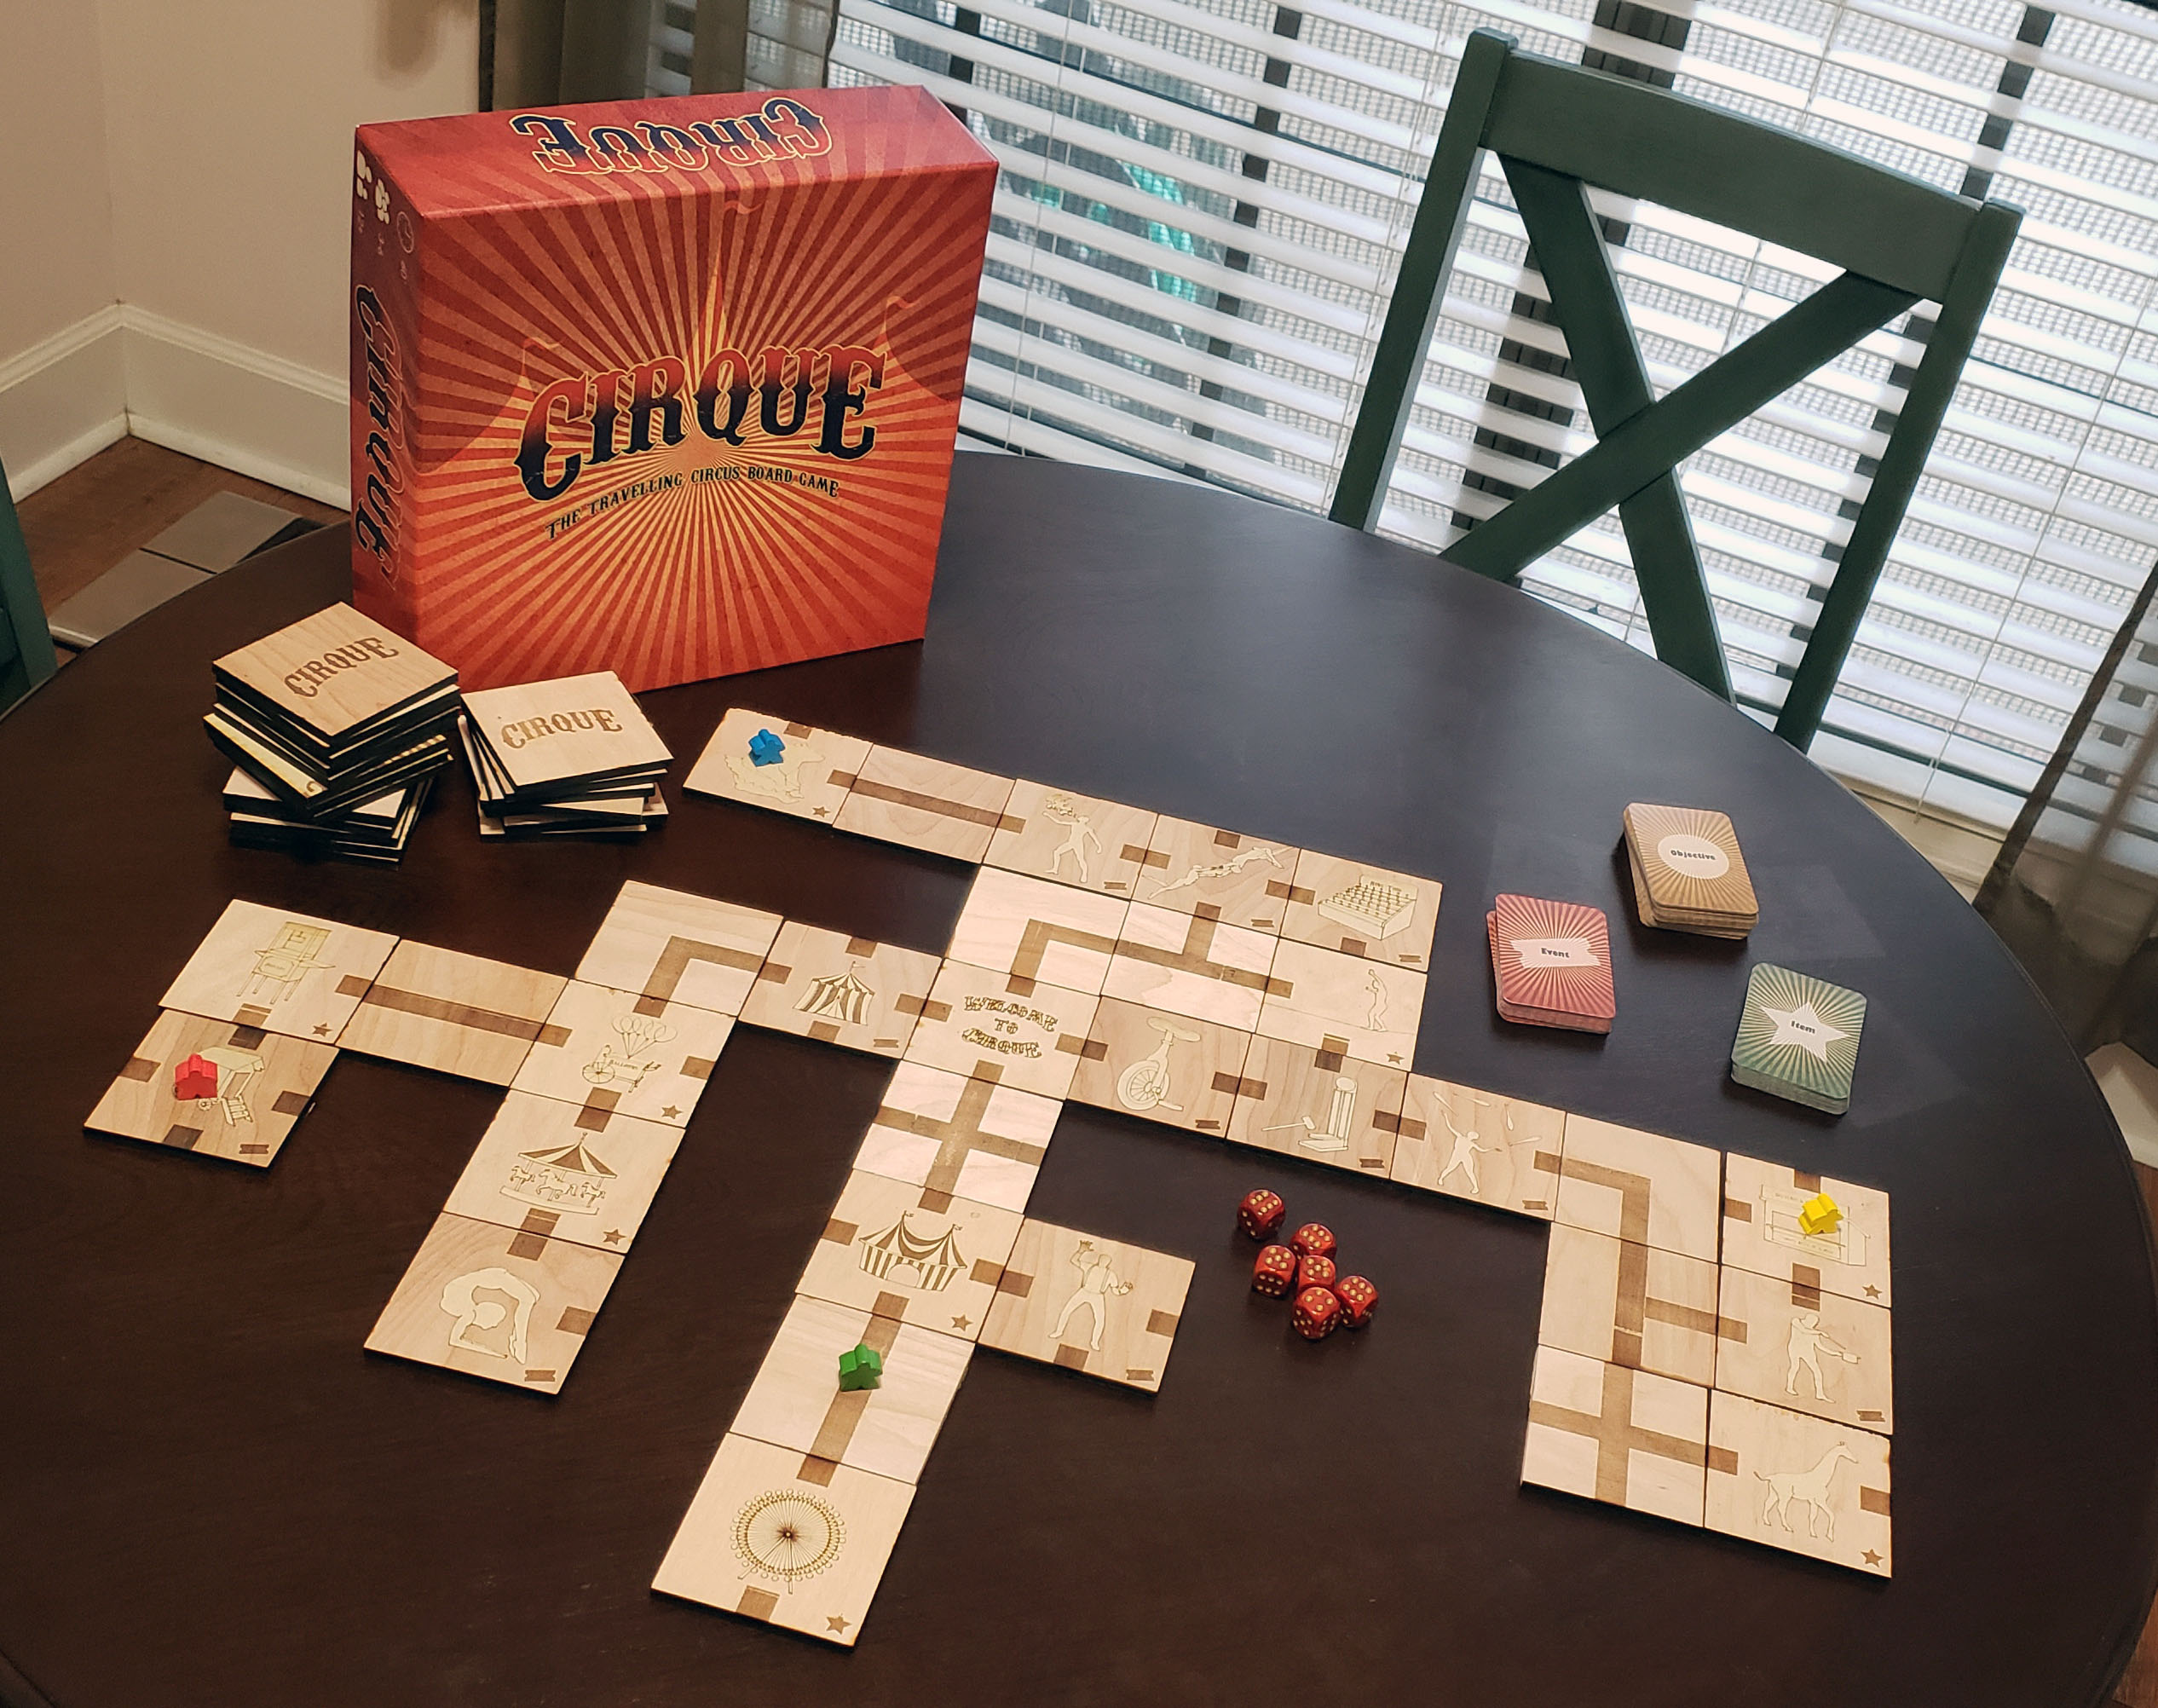 CIRQUE
CIRQUE
CIRQUE
THE TRAVELLING CIRCUS BOARD GAME
CIRQUE
CIRQUE
Objective
Event
Item
WELCOME
TO
CIRQUE